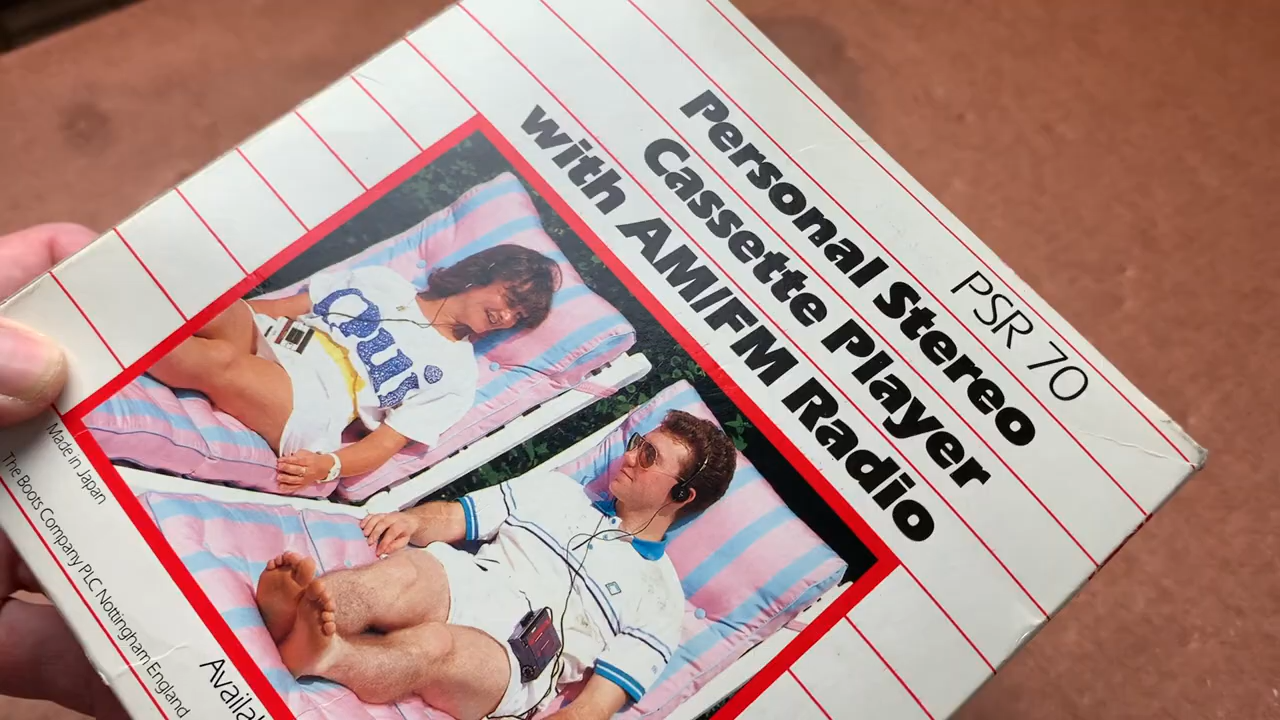 PSR 70
Personal Stereo
Cassette Player
with AM/FM Radio
Oui
Made in Japan
The Boots Company PLC Nottingham England